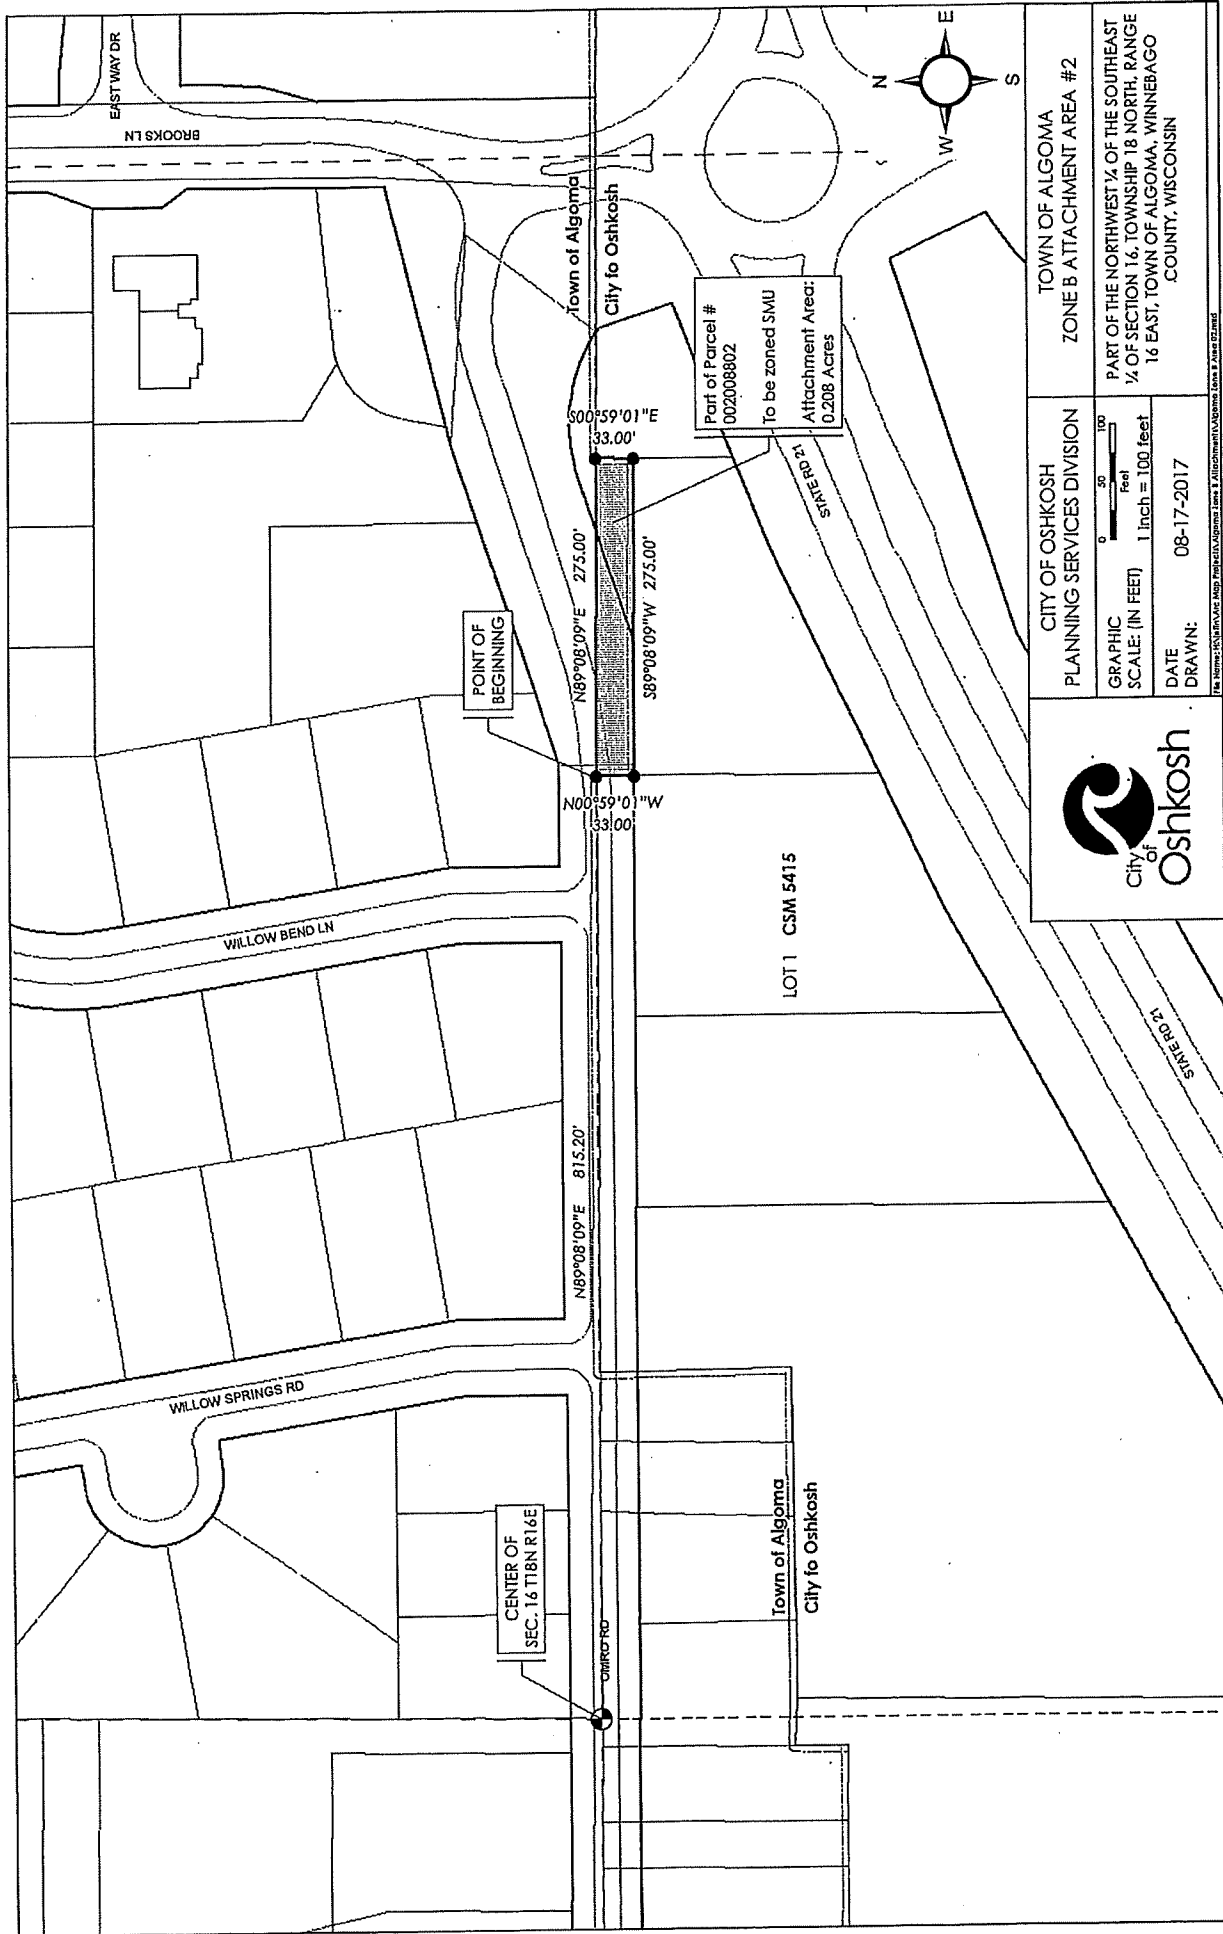 EAST WAY DR
BROOKS LN
Town of Algoma
City fo Oshkosh
N
E
S
W
S00°59'01"E
33.00'
Part of Parcel #
002008802
To be zoned SMU
Attachment Area:
0.208 Acres
STATE RD 21
POINT OF
BEGINNING
N89°08'09"E 275.00'
S89°08'09"W 275.00'
N00°59'01"W
33.00'
WILLOW BEND LN
LOT 1 CSM 5415
N89°08'09"E 815.20'
STATE RD 21
WILLOW SPRINGS RD
CENTER OF
SEC. 16 T18N R16E
OMRO RD
Town of Algoma
City fo Oshkosh
City
of
Oshkosh
CITY OF OSHKOSH
PLANNING SERVICES DIVISION
GRAPHIC
SCALE: (IN FEET)
0 50 100
Feet
1 inch = 100 feet
DATE
DRAWN:
08-17-2017
TOWN OF ALGOMA
ZONE B ATTACHMENT AREA #2
PART OF THE NORTHWEST ¼ OF THE SOUTHEAST
¼ OF SECTION 16, TOWNSHIP 18 NORTH, RANGE
16 EAST, TOWN OF ALGOMA, WINNEBAGO
COUNTY, WISCONSIN